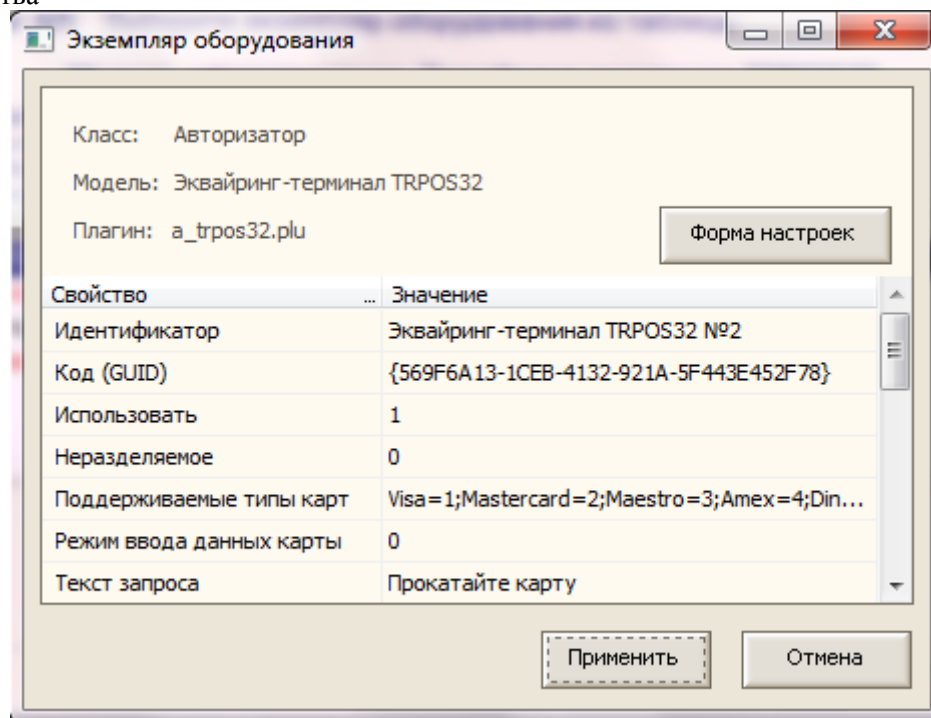 тва
Экземпляр оборудования
Класс: Авторизатор
Модель: Эквайринг-терминал TRPOS32
Плагин: a_trpos32.plu
Форма настроек
Свойство ... Значение
Идентификатор Эквайринг-терминал TRPOS32 №2
Код (GUID) {569F6A13-1CEB-4132-921A-5F443E452F78}
Использовать 1
Неразделяемое 0
Поддерживаемые типы карт Visa=1;Mastercard=2;Maestro=3;Amex=4;Din...
Режим ввода данных карты 0
Текст запроса Прокатайте карту
Применить Отмена